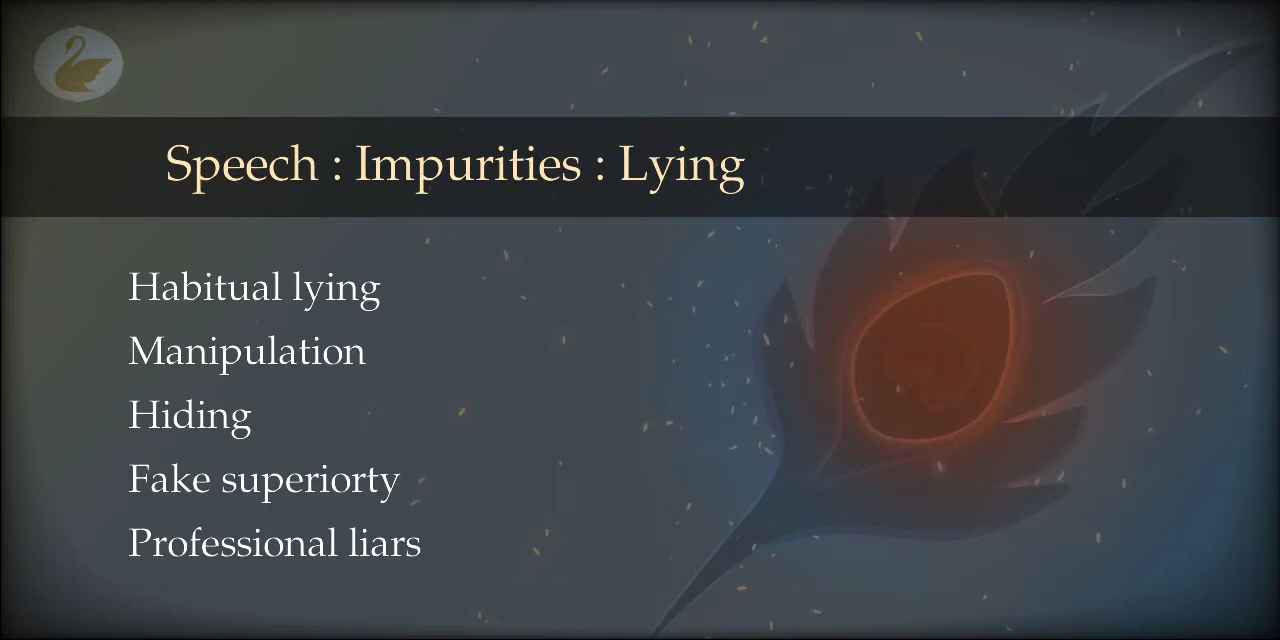 Speech : Impurities : Lying
Habitual lying
Manipulation
Hiding
Fake superiorty
Professional liars